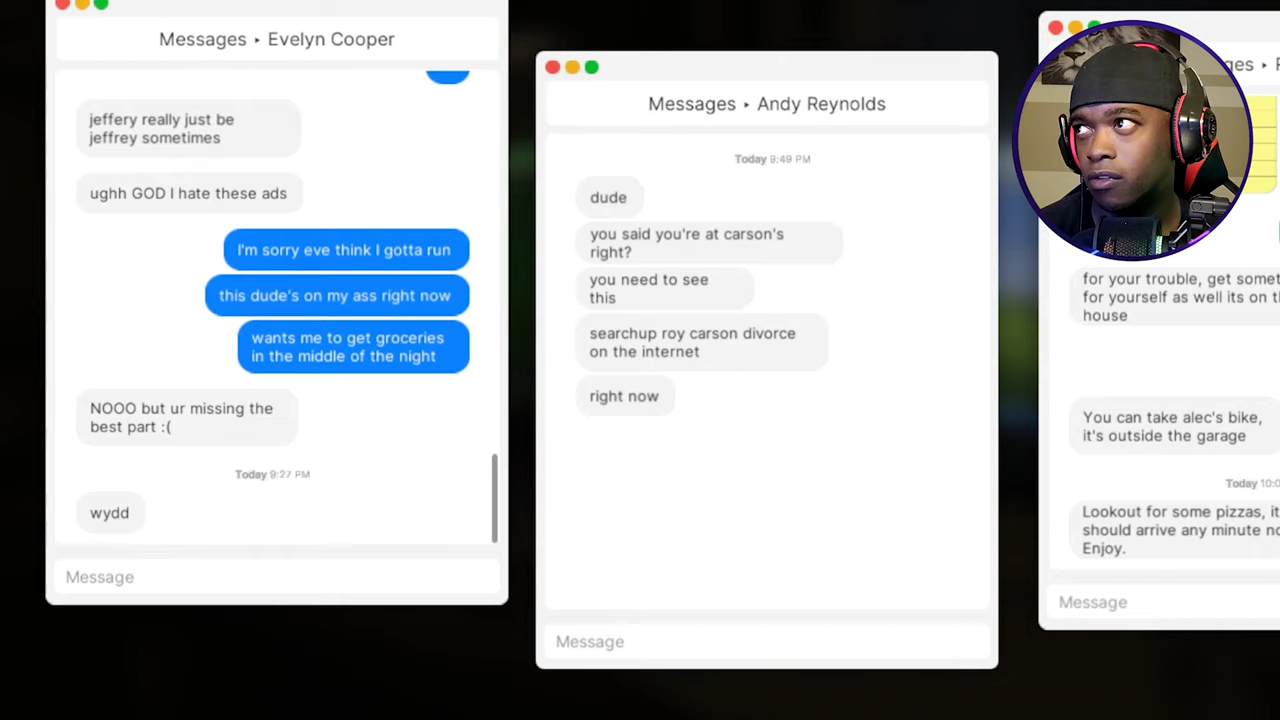 Messages ▸ Evelyn Cooper
jeffery really just be
jeffrey sometimes
ughh GOD I hate these ads
I'm sorry eve think I gotta run
this dude's on my ass right now
wants me to get groceries
in the middle of the night
NOOO but ur missing the
best part :(
Today 9:27 PM
wydd
Message
Messages ▸ Andy Reynolds
Today 9:49 PM
dude
you said you're at carson's
right?
you need to see
this
searchup roy carson divorce
on the internet
right now
Message
for your trouble, get
for yourself as well its on
house
You can take alec's bike,
it's outside the garage
Today
Lookout for some pizzas,
should arrive any minute
Enjoy.
Message